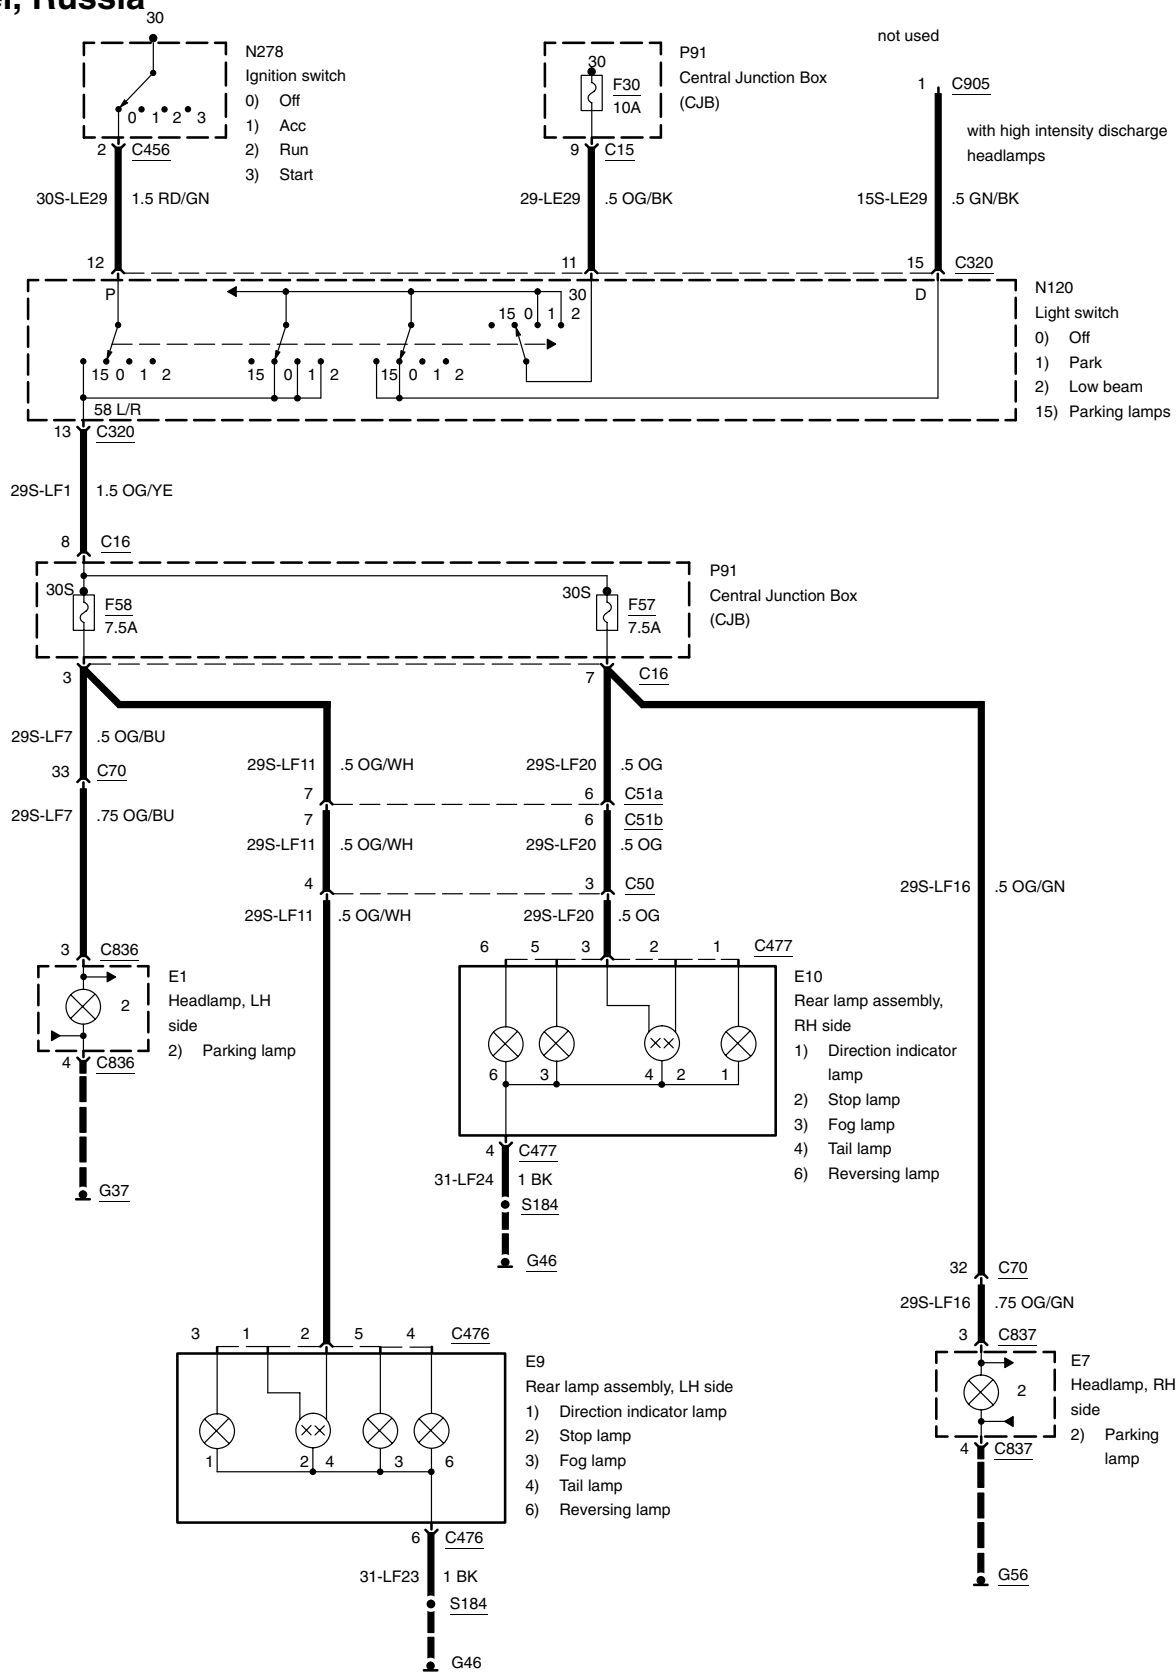 el, Russia
30
N278
Ignition switch
0) Off
1) Acc
2) Run
3) Start
0 1 2 3
2 C456
30S-LE29 1.5 RD/GN
30
F30
10A
P91
Central Junction Box
(CJB)
9 C15
29-LE29 .5 OG/BK
not used
1 C905
with high intensity discharge
headlamps
15S-LE29 .5 GN/BK
12 11 15 C320
P 30 D
15 0 1 2
15 0 1 2
15 0 1 2
15 0 1 2
58 L/R
N120
Light switch
0) Off
1) Park
2) Low beam
15) Parking lamps
13 C320
29S-LF1 1.5 OG/YE
8 C16
30S
F58
7.5A
30S
F57
7.5A
P91
Central Junction Box
(CJB)
3 7 C16
29S-LF7 .5 OG/BU
33 C70
29S-LF7 .75 OG/BU
29S-LF11 .5 OG/WH
29S-LF20 .5 OG
7 6 C51a
7 6 C51b
29S-LF11 .5 OG/WH
29S-LF20 .5 OG
4 3 C50
29S-LF11 .5 OG/WH
29S-LF20 .5 OG
29S-LF16 .5 OG/GN
3 C836
2
E1
Headlamp, LH
side
2) Parking lamp
4 C836
G37
6 5 3 2 1 C477
6 3 4 2 1
E10
Rear lamp assembly,
RH side
1) Direction indicator
lamp
2) Stop lamp
3) Fog lamp
4) Tail lamp
6) Reversing lamp
4 C477
31-LF24 1 BK
S184
G46
32 C70
29S-LF16 .75 OG/GN
3 C837
2
E7
Headlamp, RH
side
2) Parking
lamp
4 C837
G56
3 1 2 5 4 C476
1 2 4 3 6
E9
Rear lamp assembly, LH side
1) Direction indicator lamp
2) Stop lamp
3) Fog lamp
4) Tail lamp
6) Reversing lamp
6 C476
31-LF23 1 BK
S184
G46